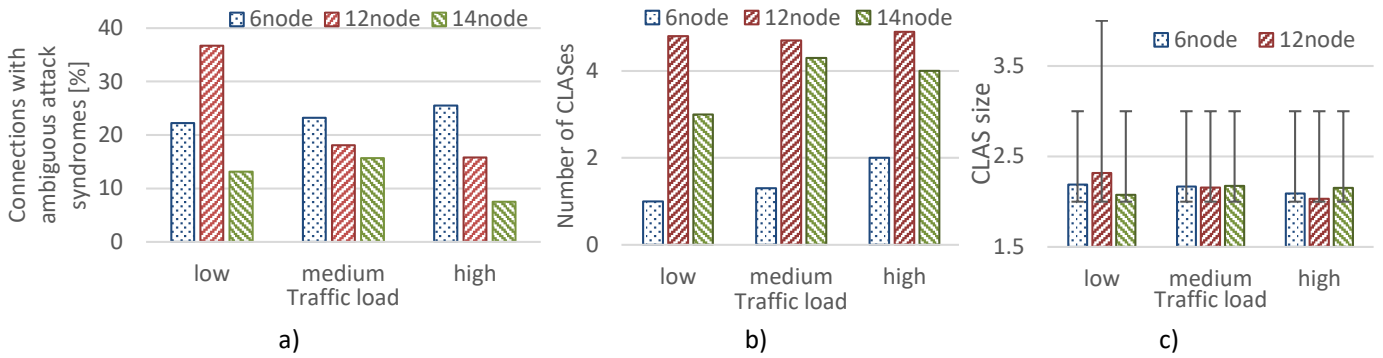 Connections with
ambiguous attack
syndromes [%]
6node 12node 14node
40
30
20
10
0
low medium high
Traffic load
a)
Number of CLASes
6node 12node 14node
4
2
0
low medium high
Traffic load
b)
CLAS size
6node 12node
3.5
2.5
1.5
low medium high
Traffic load
c)